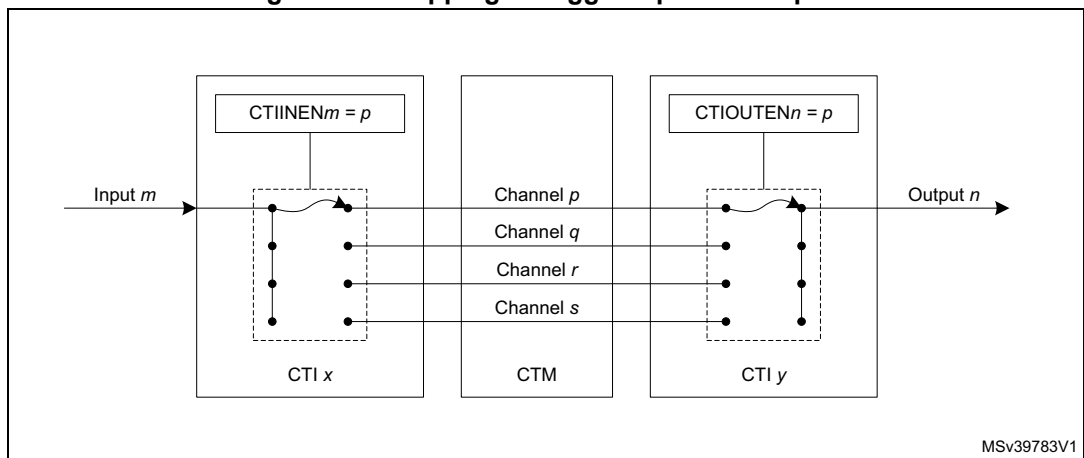 CTIINENm = p
CTIOUTENn = p
Input m
Channel p
Output n
Channel q
Channel r
Channel s
CTI x
CTM
CTI y
MSv39783V1